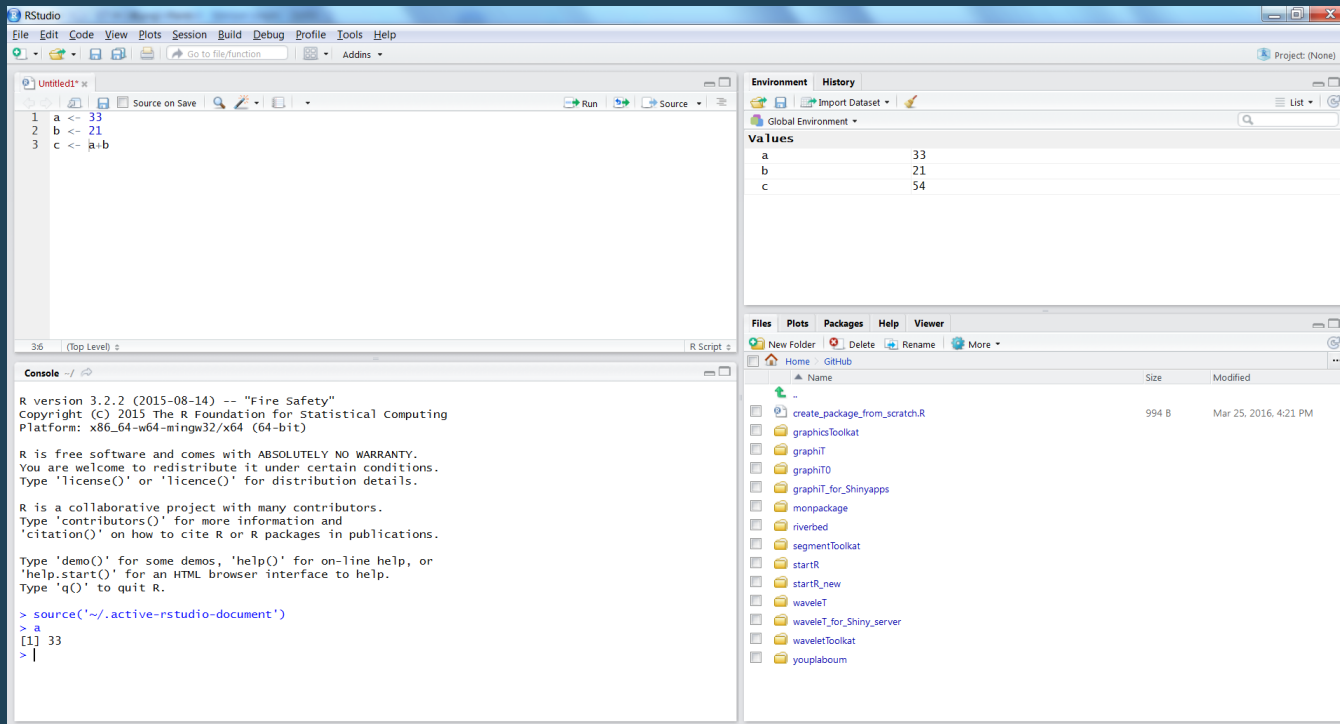 RStudio
File Edit Code View Plots Session Build Debug Profile Tools Help
Go to file/function Addins Project: (None)
Untitled1*
Source on Save Run Source
1 a <- 33
2 b <- 21
3 c <- a+b
3:6 (Top Level) R Script
Console ~/
R version 3.2.2 (2015-08-14) -- "Fire Safety"
Copyright (C) 2015 The R Foundation for Statistical Computing
Platform: x86_64-w64-mingw32/x64 (64-bit)
R is free software and comes with ABSOLUTELY NO WARRANTY.
You are welcome to redistribute it under certain conditions.
Type 'license()' or 'licence()' for distribution details.
R is a collaborative project with many contributors.
Type 'contributors()' for more information and
'citation()' on how to cite R or R packages in publications.
Type 'demo()' for some demos, 'help()' for on-line help, or
'help.start()' for an HTML browser interface to help.
Type 'q()' to quit R.
> source('~/.active-rstudio-document')
> a
[1] 33
>
Environment History
Import Dataset List
Global Environment
Values
a 33
b 21
c 54
Files Plots Packages Help Viewer
New Folder Delete Rename More
Home GitHub ...
Name Size Modified
..
create_package_from_scratch.R 994 B Mar 25, 2016, 4:21 PM
graphicsToolkat
graphiT
graphiT0
graphiT_for_Shinyapps
monpackage
riverbed
segmentToolkat
startR
startR_new
waveleT
waveleT_for_Shiny_server
waveletToolkat
youplaboum